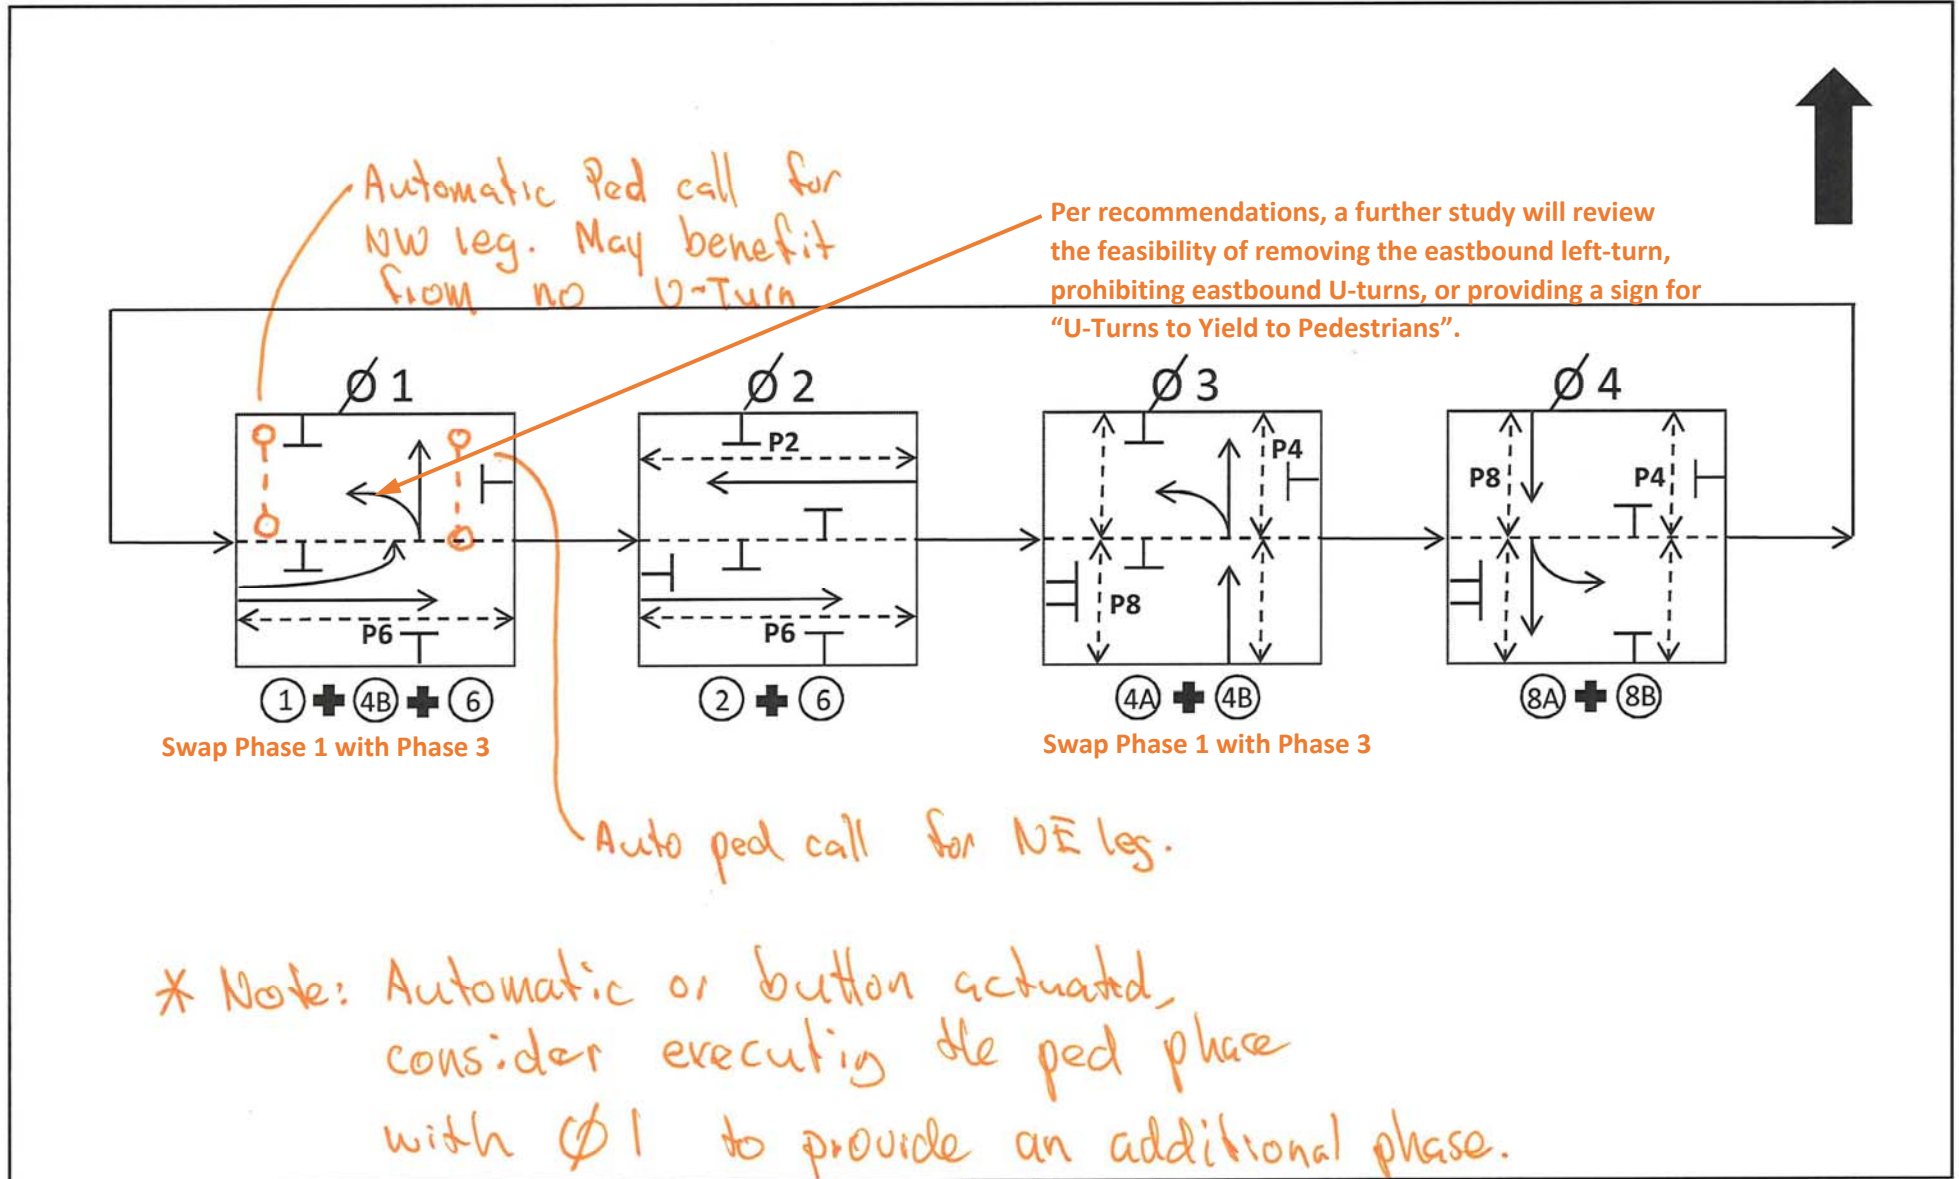 Automatic Ped call for
NW leg. May benefit
from no U-Turn
Per recommendations, a further study will review
the feasibility of removing the eastbound left-turn,
prohibiting eastbound U-turns, or providing a sign for
“U-Turns to Yield to Pedestrians”.
Ø 1
Ø 2
Ø 3
Ø 4
P6
P2
P6
P4
P8
P8
P4
1 + 4B + 6
2 + 6
4A + 4B
8A + 8B
Swap Phase 1 with Phase 3
Swap Phase 1 with Phase 3
Auto ped call for NE leg.
* Note: Automatic or button actuated,
consider executig the ped phace
with Ø1 to provide an additional phase.